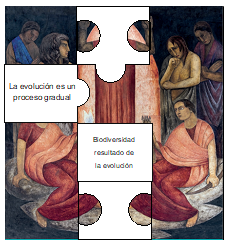 La evolución es un
proceso gradual
Biodiversidad
resultado de
la evolución